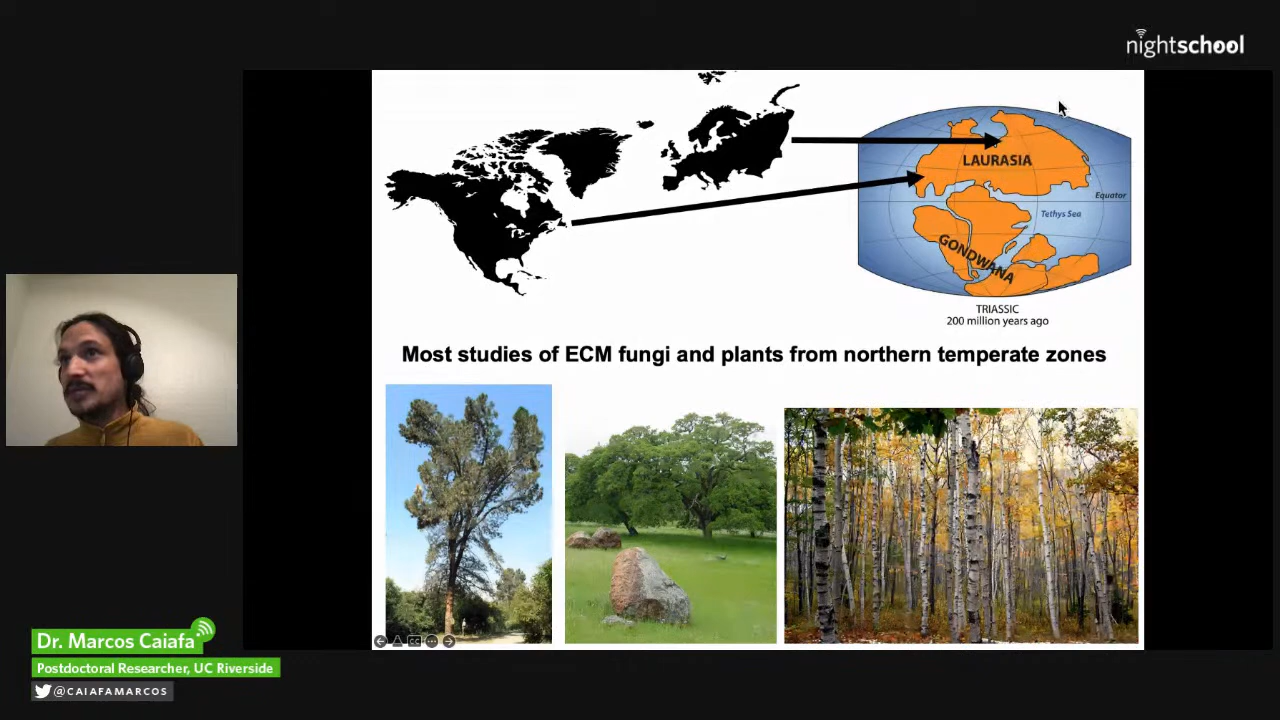 nightschool
LAURASIA
Equator
Tethys Sea
GONDWANA
TRIASSIC
200 million years ago
Most studies of ECM fungi and plants from northern temperate zones
CC
Dr. Marcos Caiafa
Postdoctoral Researcher, UC Riverside
@CAIAFAMARCOS